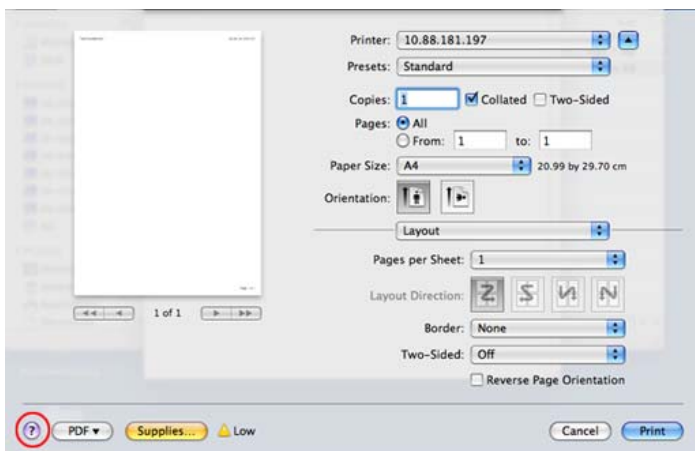 Printer: 10.88.181.197
Presets: Standard
Copies: 1 Collated Two-Sided
Pages: All
From: 1 to: 1
Paper Size: A4 20.99 by 29.70 cm
Orientation:
Layout
Pages per Sheet: 1
Layout Direction:
Border: None
Two-Sided: Off
Reverse Page Orientation
1 of 1
? PDF Supplies... Low Cancel Print